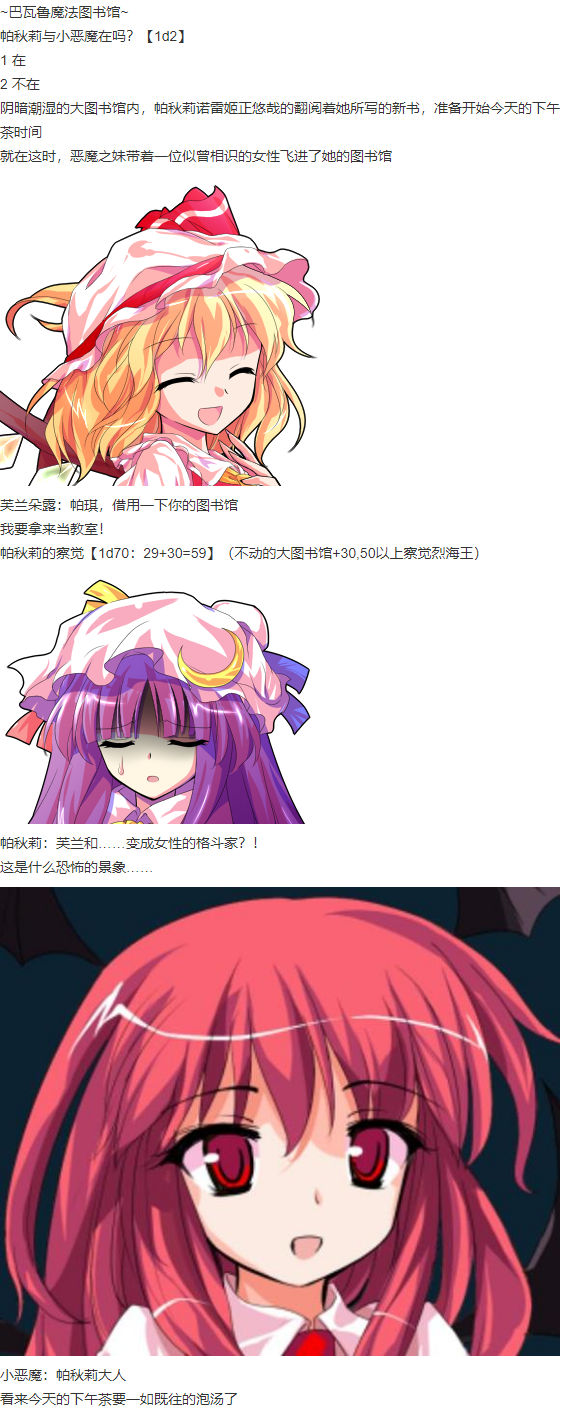 ~巴瓦鲁魔法图书馆~
帕秋莉与小恶魔在吗？【1d2】
1 在
2 不在
阴暗潮湿的大图书馆内，帕秋莉诺雷姬正悠哉的翻阅着她所写的新书，准备开始今天的下午
茶时间
就在这时，恶魔之妹带着一位似曾相识的女性飞进了她的图书馆
芙兰朵露：帕琪，借用一下你的图书馆
我要拿来当教室！
帕秋莉的察觉【1d70：29+30=59】（不动的大图书馆+30,50以上察觉烈海王）
帕秋莉：芙兰和……变成女性的格斗家？！
这是什么恐怖的景象……
小恶魔：帕秋莉大人
看来今天的下午茶要一如既往的泡汤了